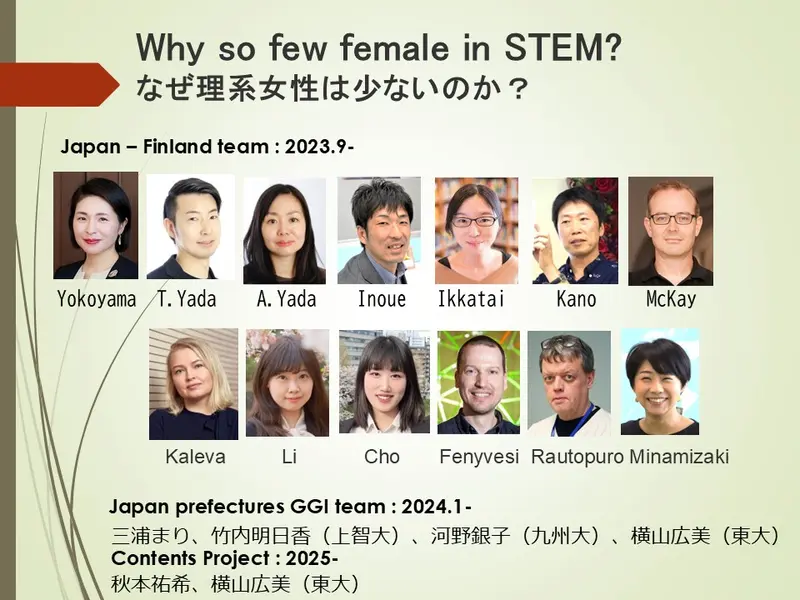 Why so few female in STEM?
なぜ理系女性は少ないのか？
Japan – Finland team : 2023.9-
Yokoyama T.Yada A.Yada Inoue Ikkatai Kano McKay
Kaleva Li Cho Fenyvesi Rautopuro Minamizaki
Japan prefectures GGI team : 2024.1-
三浦まり、竹内明日香（上智大）、河野銀子（九州大）、横山広美（東大）
Contents Project : 2025-
秋本祐希、横山広美（東大）